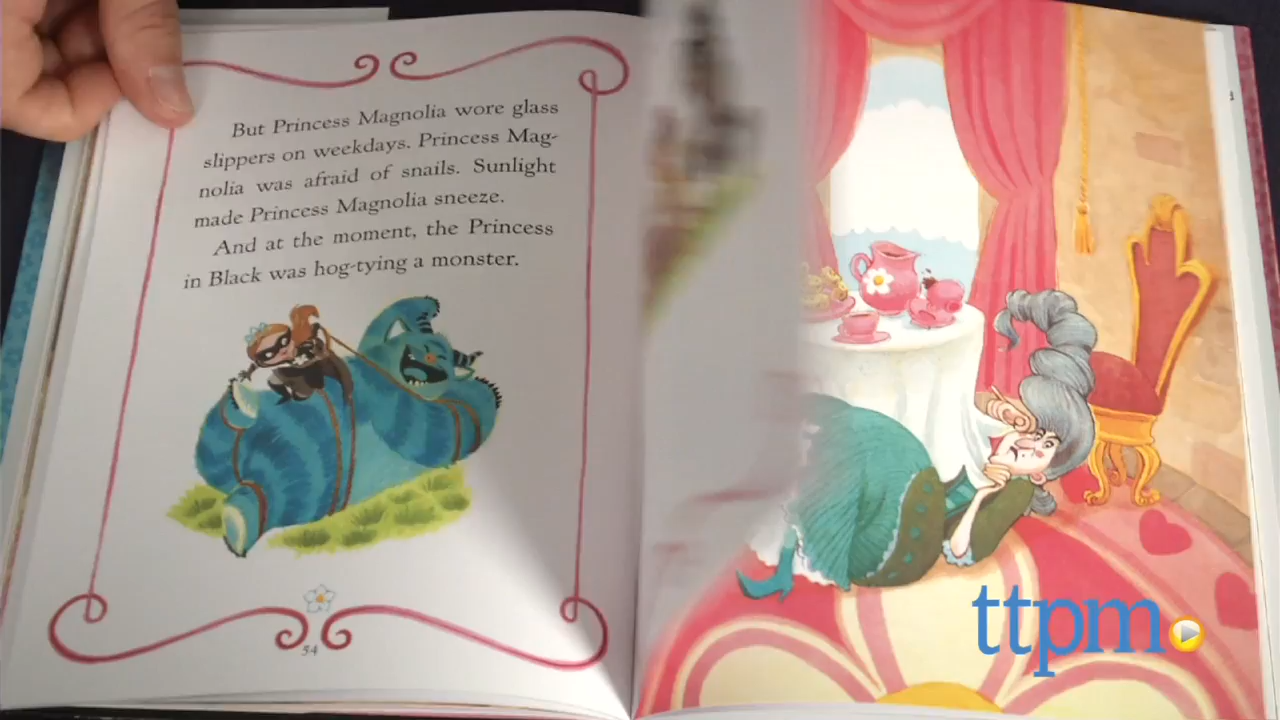 But Princess Magnolia wore glass
slippers on weekdays. Princess Mag-
nolia was afraid of snails. Sunlight
made Princess Magnolia sneeze.
And at the moment, the Princess
in Black was hog-tying a monster.
54
ttpm